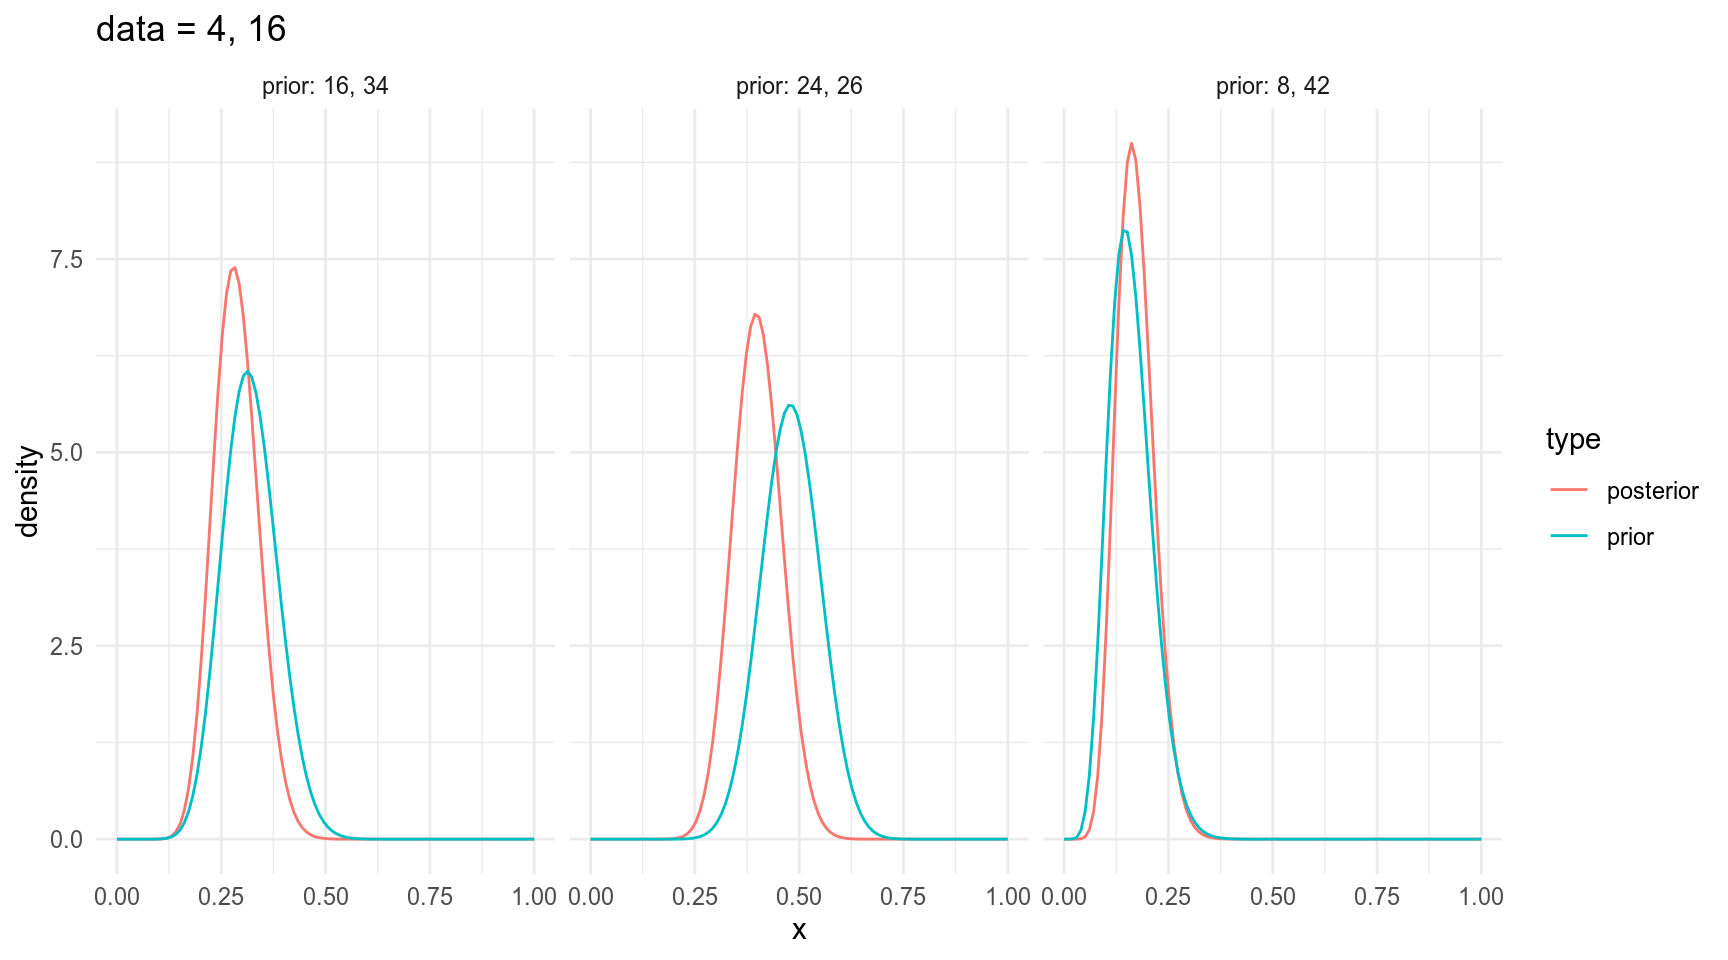 data = 4, 16
prior: 16, 34
prior: 24, 26
prior: 8, 42
density
7.5
5.0
2.5
0.0
0.00 0.25 0.50 0.75 1.00
0.00 0.25 0.50 0.75 1.00
0.00 0.25 0.50 0.75 1.00
x
type
posterior
prior